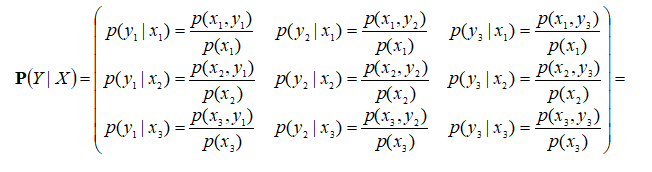 p(y₁ | x₁) = p(x₁,y₁)/p(x₁) p(y₂ | x₁) = p(x₁,y₂)/p(x₁) p(y₃ | x₁) = p(x₁,y₃)/p(x₁)
P(Y | X) = ( p(y₁ | x₂) = p(x₂,y₁)/p(x₂) p(y₂ | x₂) = p(x₂,y₂)/p(x₂) p(y₃ | x₂) = p(x₂,y₃)/p(x₂) ) =
p(y₁ | x₃) = p(x₃,y₁)/p(x₃) p(y₂ | x₃) = p(x₃,y₂)/p(x₃) p(y₃ | x₃) = p(x₃,y₃)/p(x₃)